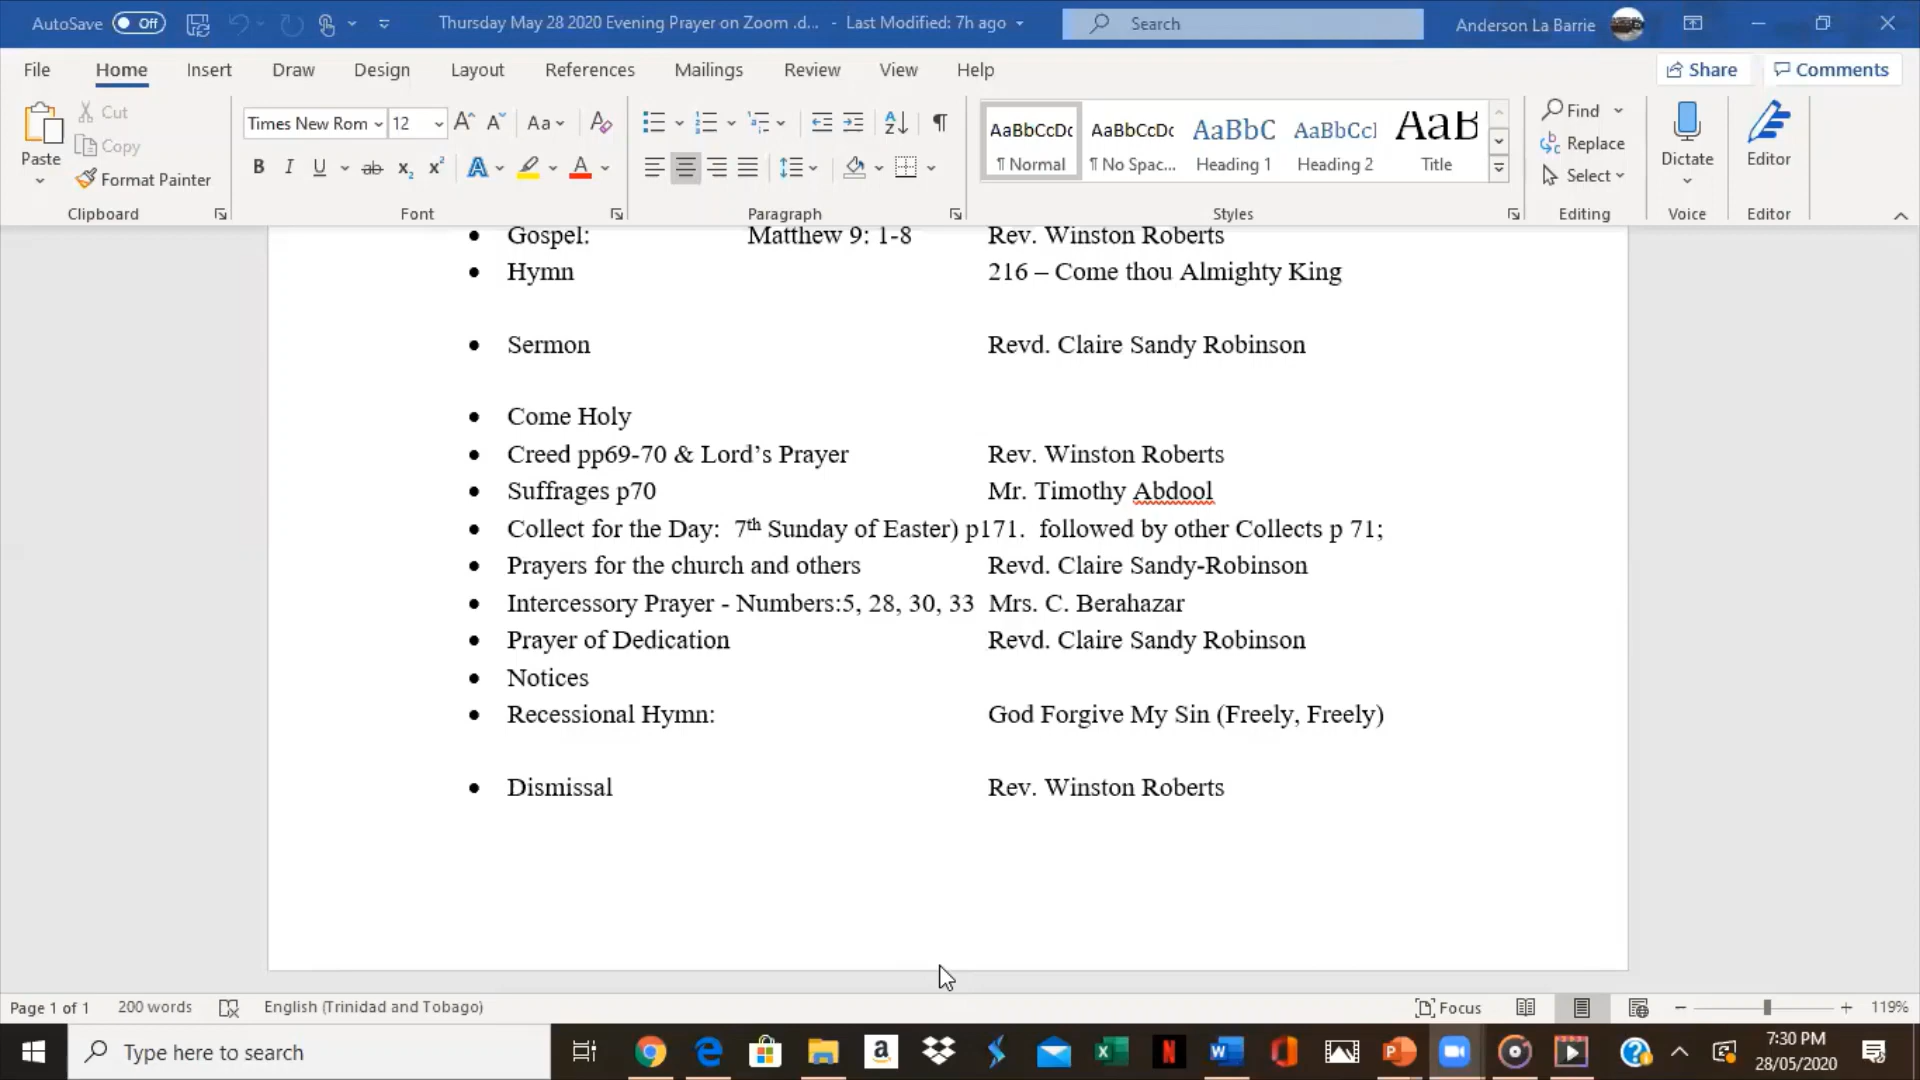 AutoSave Off Thursday May 28 2020 Evening Prayer on Zoom .d... - Last Modified: 7h ago Search Anderson La Barrie
File Home Insert Draw Design Layout References Mailings Review View Help Share Comments
Paste Cut Copy Format Painter Clipboard
Times New Rom 12 Aa Font
Paragraph
AaBbCcDc AaBbCcDc AaBbC AaBbCcl AaB
¶ Normal ¶ No Spac... Heading 1 Heading 2 Title
Styles
Find Replace Select Editing
Dictate Voice
Editor Editor
• Gospel: Matthew 9: 1-8 Rev. Winston Roberts
• Hymn 216 – Come thou Almighty King
• Sermon Revd. Claire Sandy Robinson
• Come Holy
• Creed pp69-70 & Lord’s Prayer Rev. Winston Roberts
• Suffrages p70 Mr. Timothy Abdool
• Collect for the Day: 7th Sunday of Easter) p171. followed by other Collects p 71;
• Prayers for the church and others Revd. Claire Sandy-Robinson
• Intercessory Prayer - Numbers:5, 28, 30, 33 Mrs. C. Berahazar
• Prayer of Dedication Revd. Claire Sandy Robinson
• Notices
• Recessional Hymn: God Forgive My Sin (Freely, Freely)
• Dismissal Rev. Winston Roberts
Page 1 of 1 200 words English (Trinidad and Tobago) Focus 119%
Type here to search 7:30 PM
28/05/2020